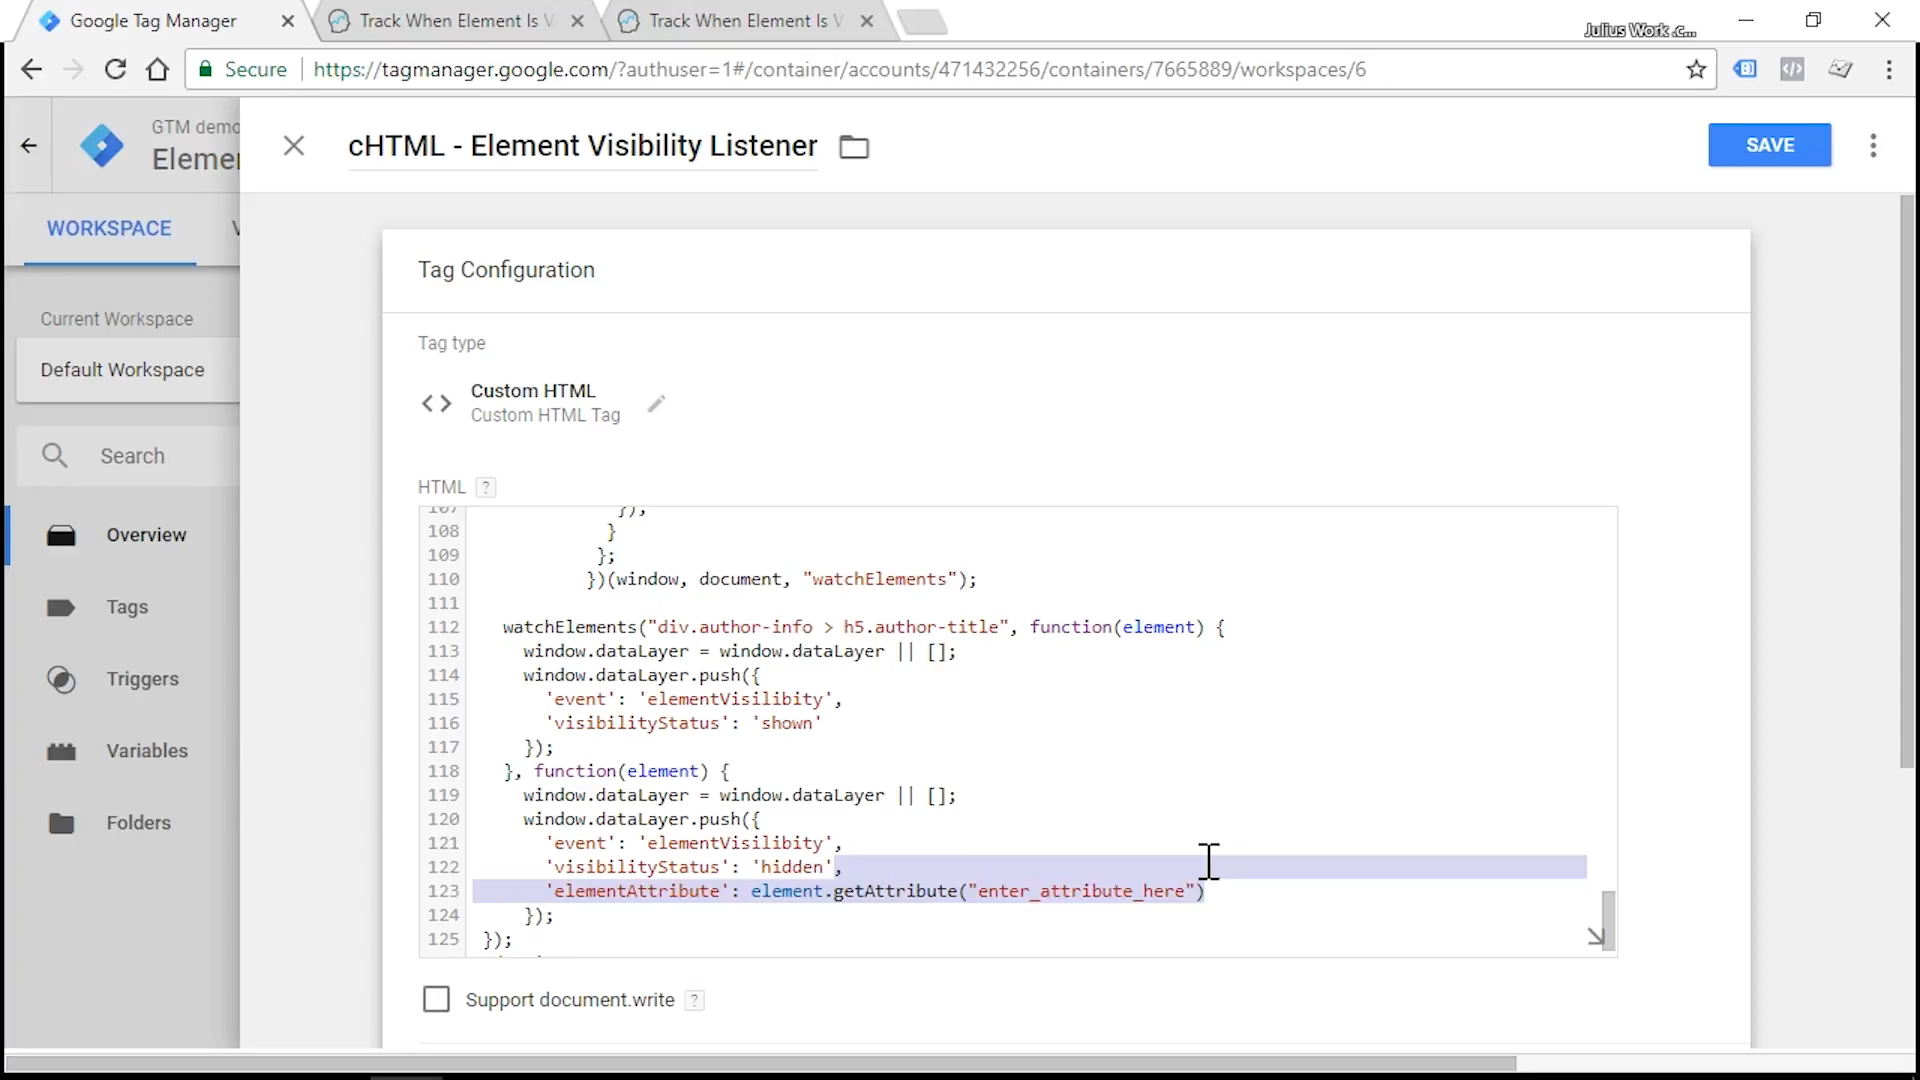 Google Tag Manager
Track When Element Is V
Track When Element Is V
Julius Work .c...
Secure
https://tagmanager.google.com/?authuser=1#/container/accounts/471432256/containers/7665889/workspaces/6
GTM demo
Elemer
cHTML - Element Visibility Listener
SAVE
WORKSPACE
V
Current Workspace
Default Workspace
Search
Overview
Tags
Triggers
Variables
Folders
Tag Configuration
Tag type
Custom HTML
Custom HTML Tag
HTML ?
107 });
108 }
109 };
110 })(window, document, "watchElements");
111
112 watchElements("div.author-info > h5.author-title", function(element) {
113 window.dataLayer = window.dataLayer || [];
114 window.dataLayer.push({
115 'event': 'elementVisilibity',
116 'visibilityStatus': 'shown'
117 });
118 }, function(element) {
119 window.dataLayer = window.dataLayer || [];
120 window.dataLayer.push({
121 'event': 'elementVisilibity',
122 'visibilityStatus': 'hidden',
123 'elementAttribute': element.getAttribute("enter_attribute_here")
124 });
125 });
Support document.write ?